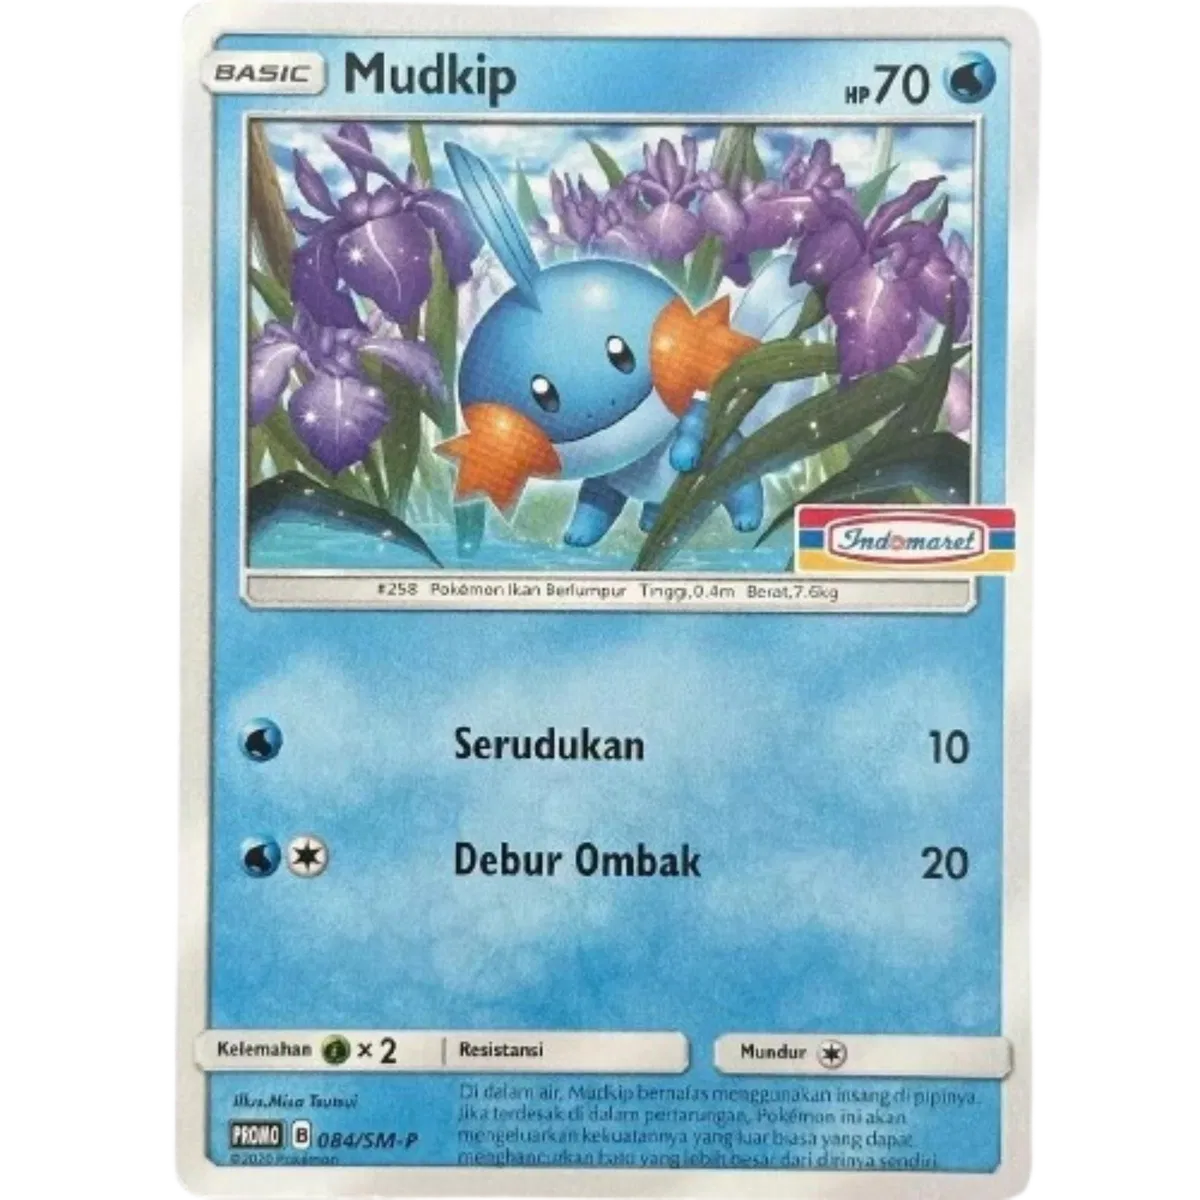 BASIC Mudkip HP 70
Indomaret
#258 Pokémon Ikan Berlumpur Tinggi,0.4m Berat,7.6kg
Serudukan 10
Debur Ombak 20
Kelemahan ×2 Resistansi Mundur
Illus.Misa Tsutsui
PROMO B 084/SM-P
©2020 Pokémon
Di dalam air, Mudkip bernafas menggunakan insang di pipinya.
Jika terdesak di dalam pertarungan, Pokémon ini akan
mengeluarkan kekuatannya yang luar biasa yang dapat
menghancurkan batu yang lebih besar dari dirinya sendiri.